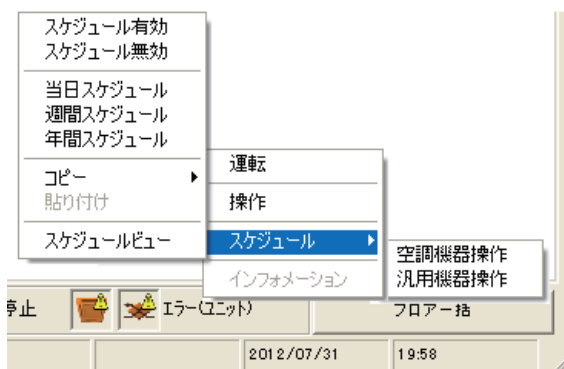 スケジュール有効
スケジュール無効
当日スケジュール
週間スケジュール
年間スケジュール
コピー
貼り付け
スケジュールビュー
運転
操作
スケジュール
インフォメーション
空調機器操作
汎用機器操作
停止
エラー(ユニット)
フロアー括
2012/07/31
19:58